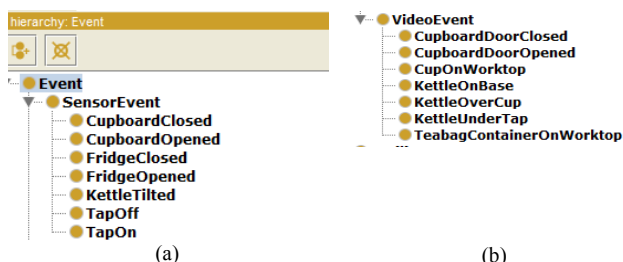 hierarchy: Event
Event
SensorEvent
CupboardClosed
CupboardOpened
FridgeClosed
FridgeOpened
KettleTilted
TapOff
TapOn
(a)
VideoEvent
CupboardDoorClosed
CupboardDoorOpened
CupOnWorktop
KettleOnBase
KettleOverCup
KettleUnderTap
TeabagContainerOnWorktop
(b)